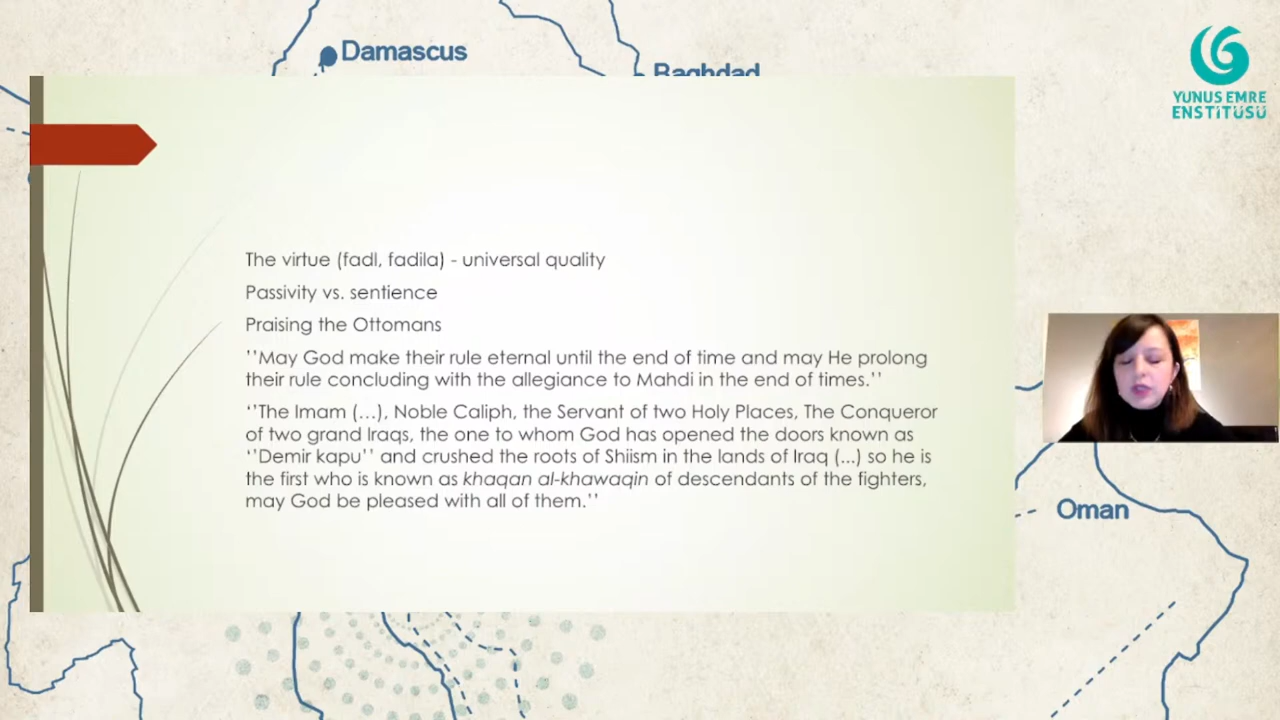 Damascus
Baghdad
YUNUS EMRE
ENSTİTÜSÜ
The virtue (fadl, fadila) - universal quality
Passivity vs. sentience
Praising the Ottomans
''May God make their rule eternal until the end of time and may He prolong
their rule concluding with the allegiance to Mahdi in the end of times.''
‘’The Imam (…), Noble Caliph, the Servant of two Holy Places, The Conqueror
of two grand Iraqs, the one to whom God has opened the doors known as
‘’Demir kapu’’ and crushed the roots of Shiism in the lands of Iraq (...) so he is
the first who is known as khaqan al-khawaqin of descendants of the fighters,
may God be pleased with all of them.’’
Oman